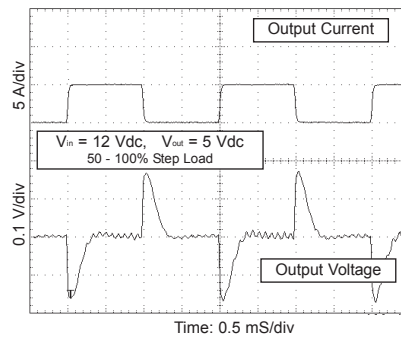 Output Current
5 A/div
Vin = 12 Vdc, Vout = 5 Vdc
50 - 100% Step Load
0.1 V/div
Output Voltage
Time: 0.5 mS/div